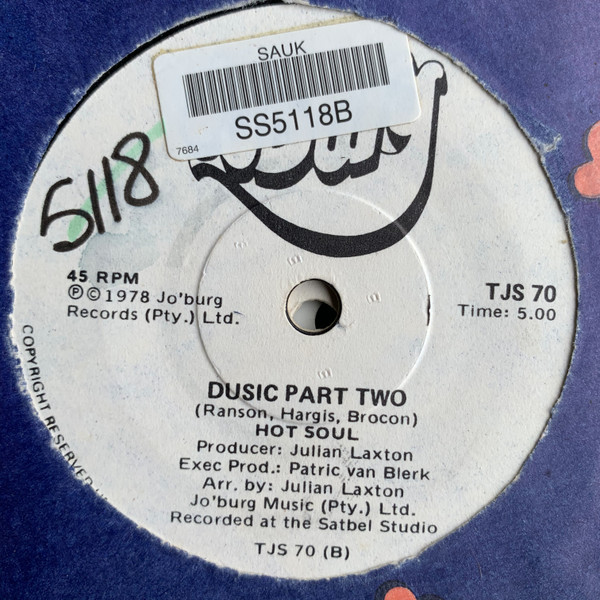 SAUK
SS5118B
7684
5118
45 RPM
Ⓟ © 1978 Jo'burg
Records (Pty.) Ltd.
TJS 70
Time: 5.00
COPYRIGHT RESERVED
DUSIC PART TWO
(Ranson, Hargis, Brocon)
HOT SOUL
Producer: Julian Laxton
Exec Prod.: Patric van Blerk
Arr. by: Julian Laxton
Jo'burg Music (Pty.) Ltd.
Recorded at the Satbel Studio
TJS 70 (B)